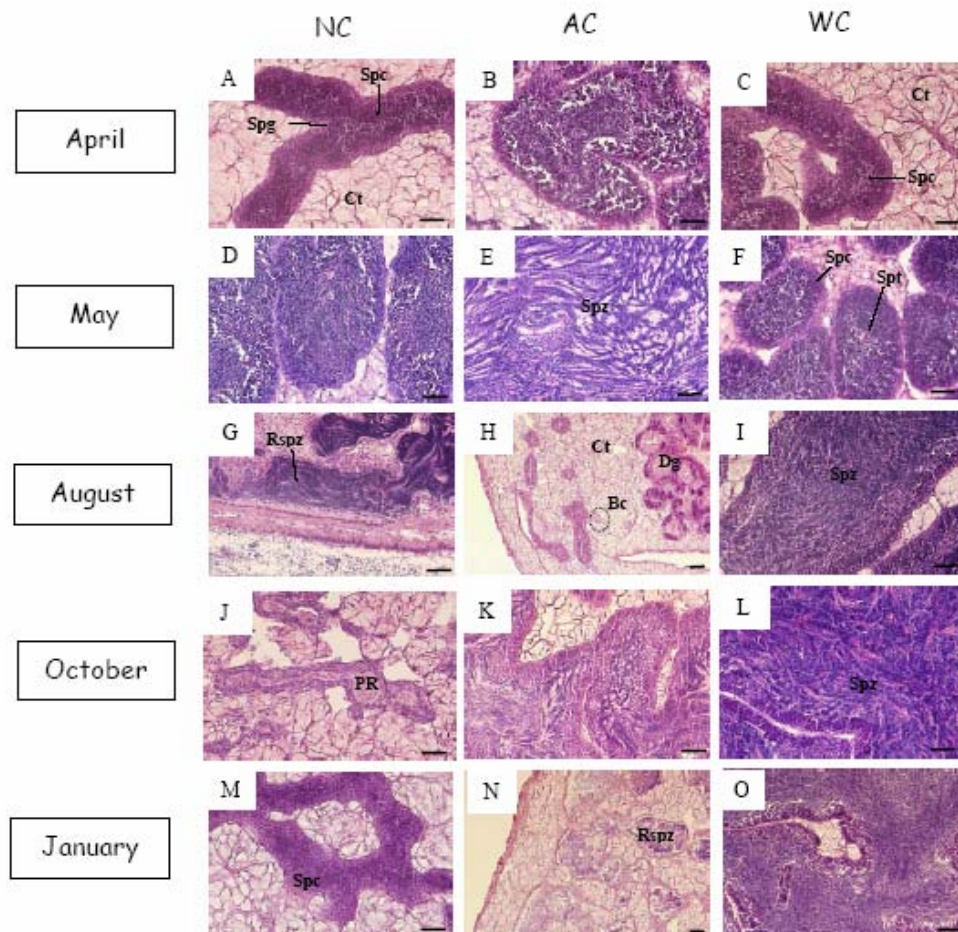 NC AC WC
April
A Spc Spg Ct
B
C Ct Spc
May
D
E Spz
F Spc Spt
August
G Rspz
H Ct Dg Bc
I Spz
October
J PR
K
L Spz
January
M Spc
N Rspz
O